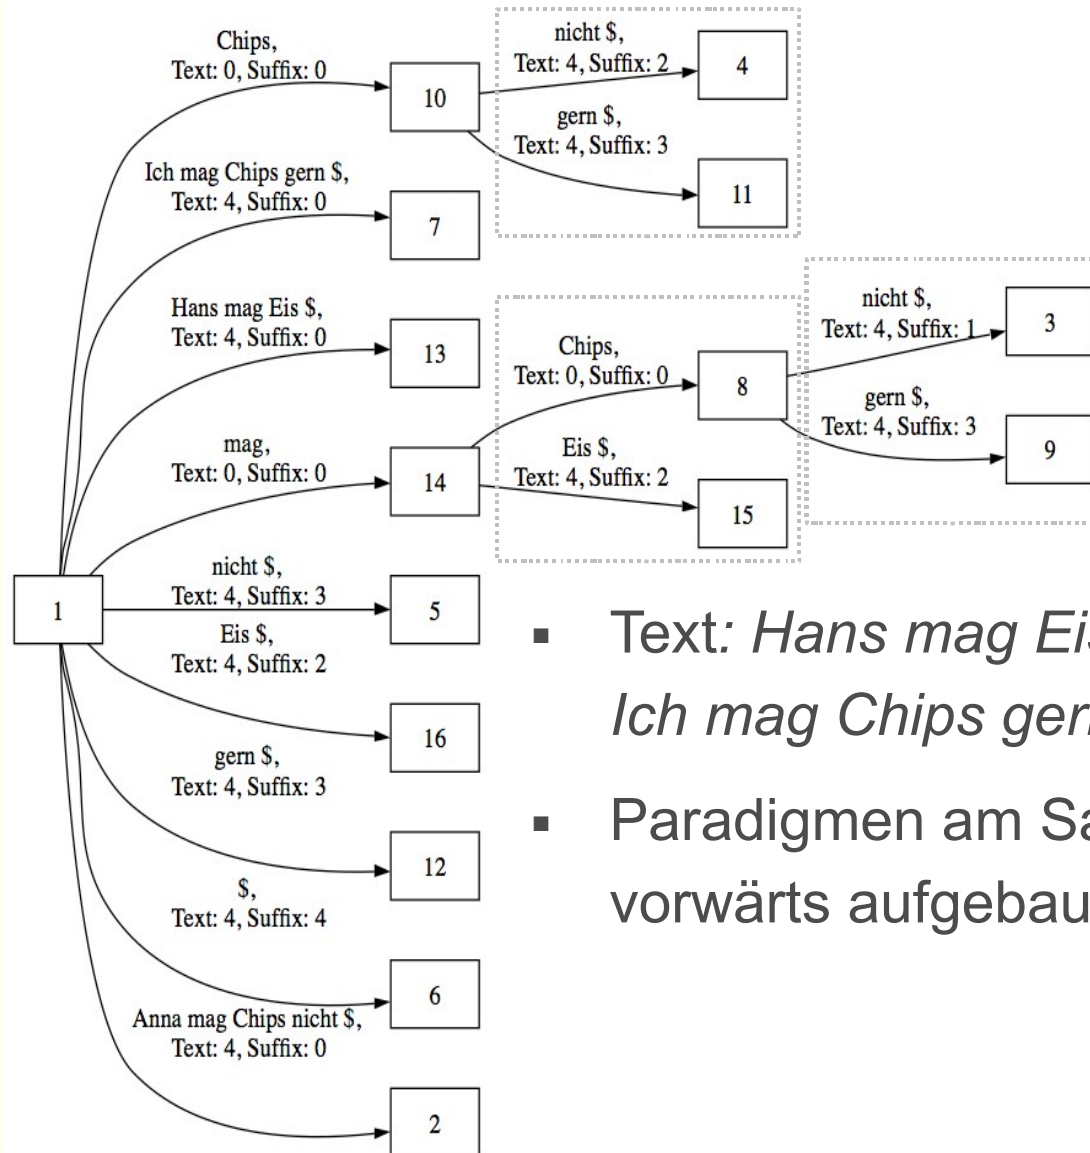 Chips,
Text: 0, Suffix: 0
10
nicht $,
Text: 4, Suffix: 2
4
gern $,
Text: 4, Suffix: 3
11
Ich mag Chips gern $,
Text: 4, Suffix: 0
7
Hans mag Eis $,
Text: 4, Suffix: 0
13
mag,
Text: 0, Suffix: 0
14
Chips,
Text: 0, Suffix: 0
8
Eis $,
Text: 4, Suffix: 2
15
nicht $,
Text: 4, Suffix: 1
3
gern $,
Text: 4, Suffix: 3
9
1
nicht $,
Text: 4, Suffix: 3
5
Eis $,
Text: 4, Suffix: 2
16
gern $,
Text: 4, Suffix: 3
12
$,
Text: 4, Suffix: 4
6
Anna mag Chips nicht $,
Text: 4, Suffix: 0
2
▪ Text: Hans mag
Ich mag Chips
▪ Paradigmen am
vorwärts